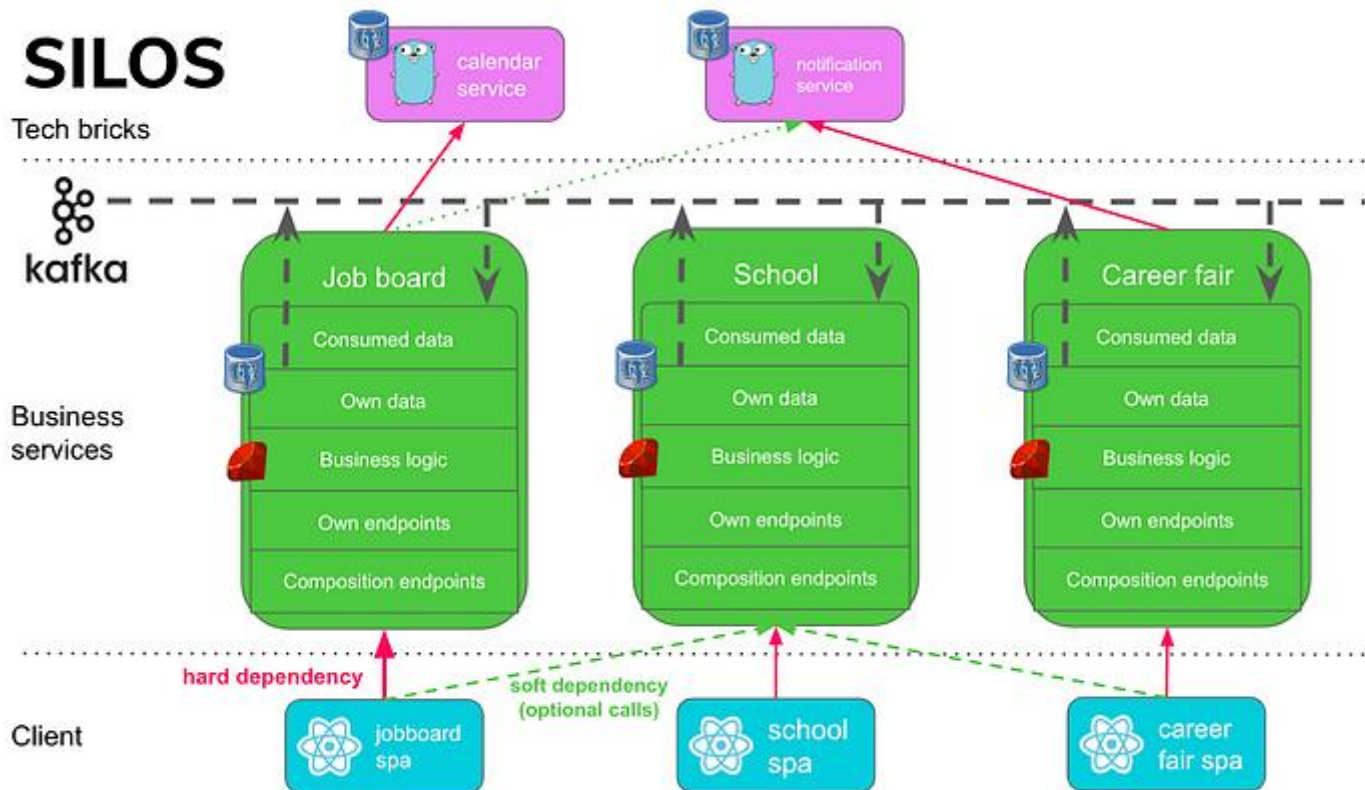 SILOS
calendar
service
notification
service
Tech bricks
kafka
Job board
Consumed data
Own data
Business logic
Own endpoints
Composition endpoints
School
Consumed data
Own data
Business logic
Own endpoints
Composition endpoints
Career fair
Consumed data
Own data
Business logic
Own endpoints
Composition endpoints
Business
services
hard dependency
soft dependency
(optional calls)
Client
jobboard
spa
school
spa
career
fair spa